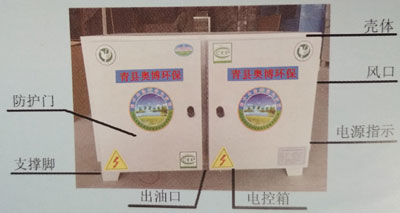 壳体
青县奥博环保
青县奥博环保
风口
防护门
电源指示
支撑脚
出油口
电控箱